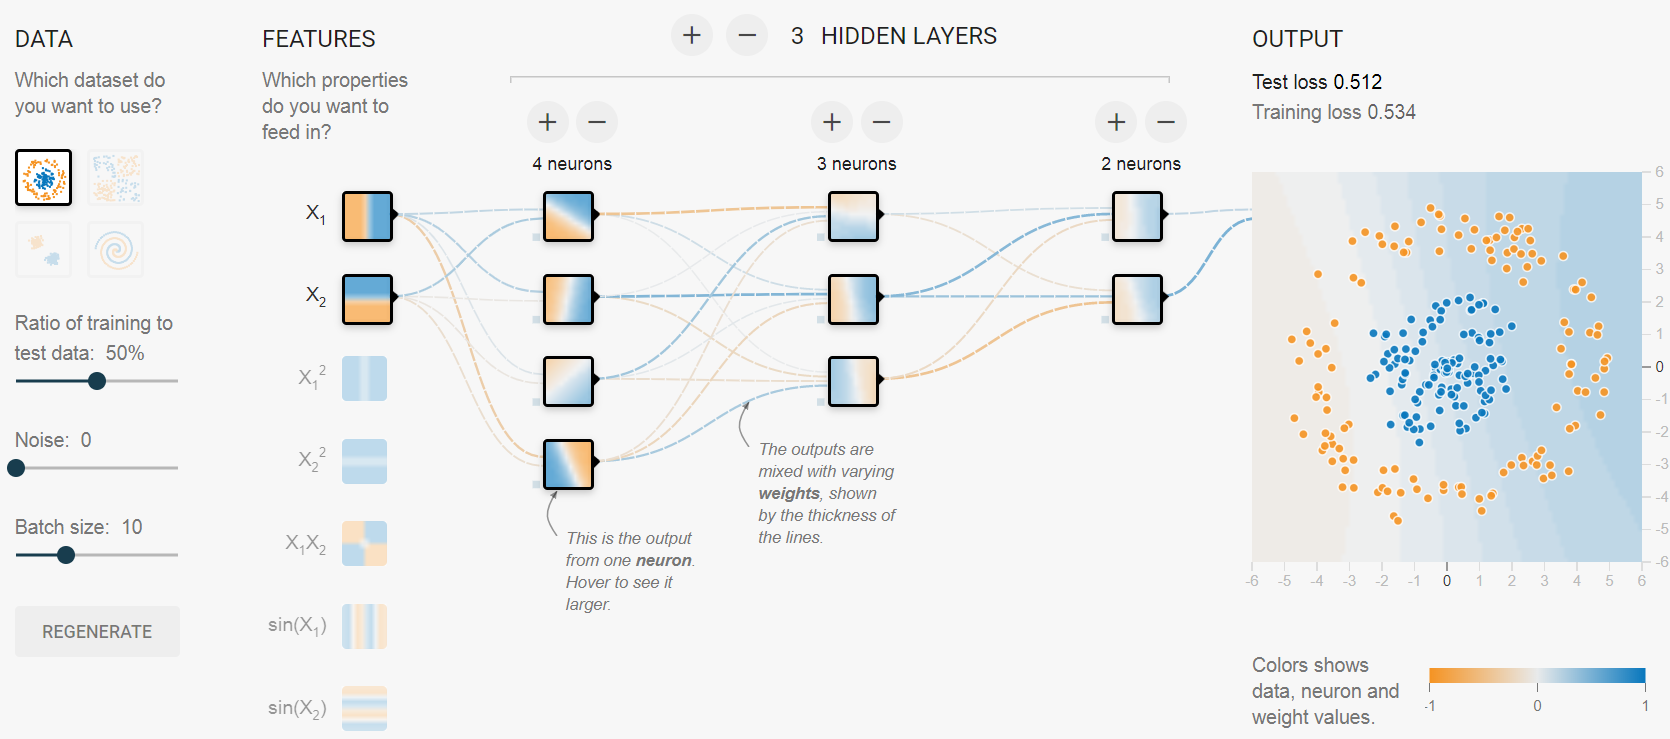 DATA
Which dataset do
you want to use?
Ratio of training to
test data: 50%
Noise: 0
Batch size: 10
REGENERATE
FEATURES
Which properties
do you want to
feed in?
X1
X2
X1²
X2²
X1X2
sin(X1)
sin(X2)
+ − 3 HIDDEN LAYERS
+ −
4 neurons
+ −
3 neurons
+ −
2 neurons
This is the output
from one neuron.
Hover to see it
larger.
The outputs are
mixed with varying
weights, shown
by the thickness of
the lines.
OUTPUT
Test loss 0.512
Training loss 0.534
6
5
4
3
2
1
0
-1
-2
-3
-4
-5
-6
-6 -5 -4 -3 -2 -1 0 1 2 3 4 5 6
Colors shows
data, neuron and
weight values.
-1 0 1